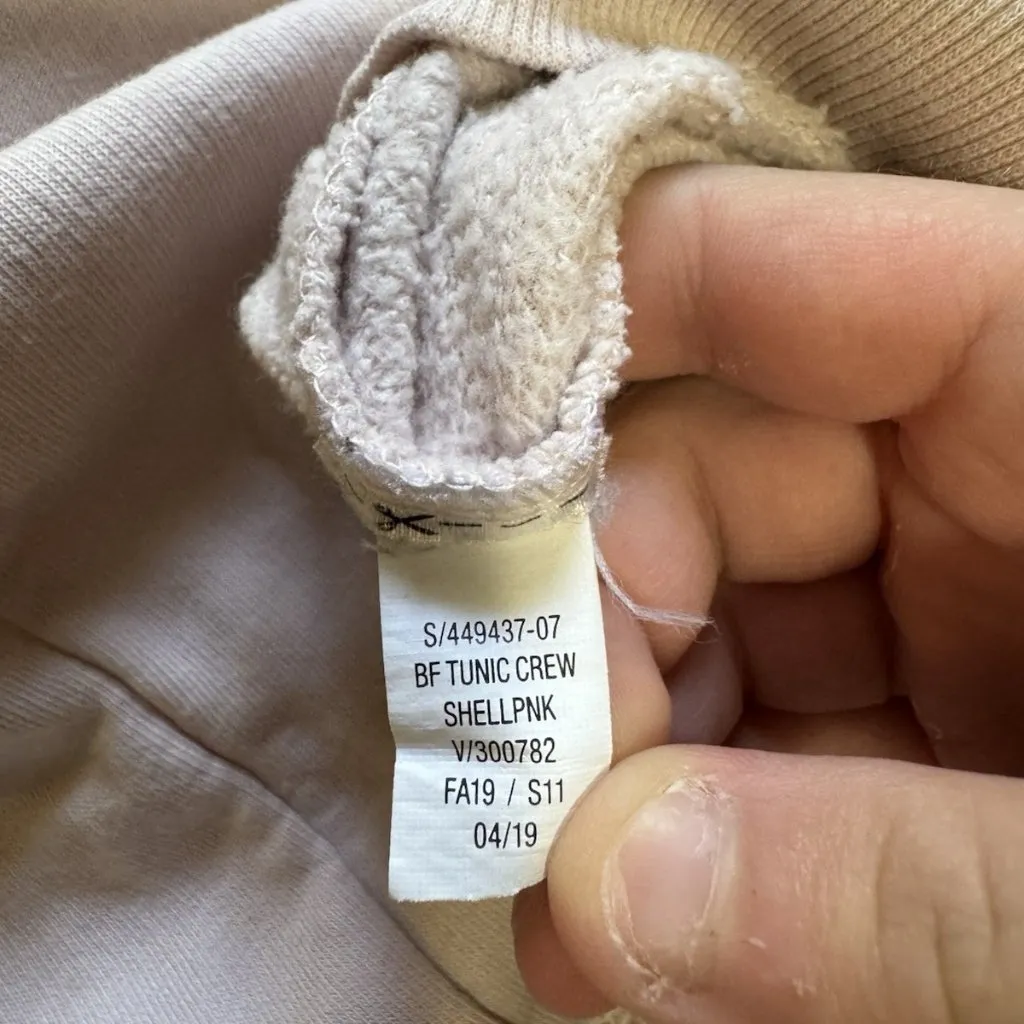 S/449437-07
BF TUNIC CREW
SHELLPNK
V/300782
FA19 / S11
04/19